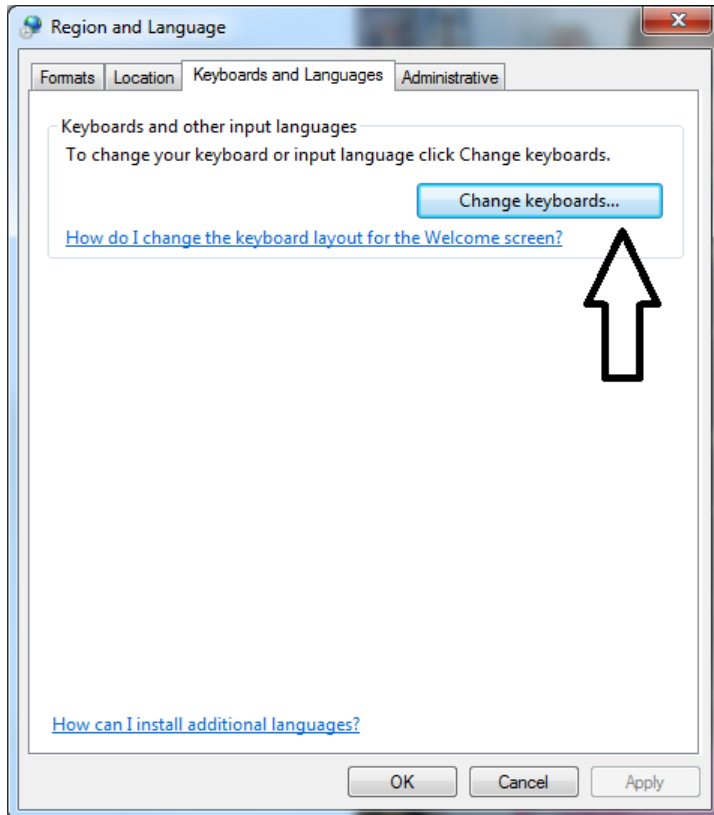 Region and Language
x
Formats Location Keyboards and Languages Administrative
Keyboards and other input languages
To change your keyboard or input language click Change keyboards.
Change keyboards...
How do I change the keyboard layout for the Welcome screen?
How can I install additional languages?
OK Cancel Apply